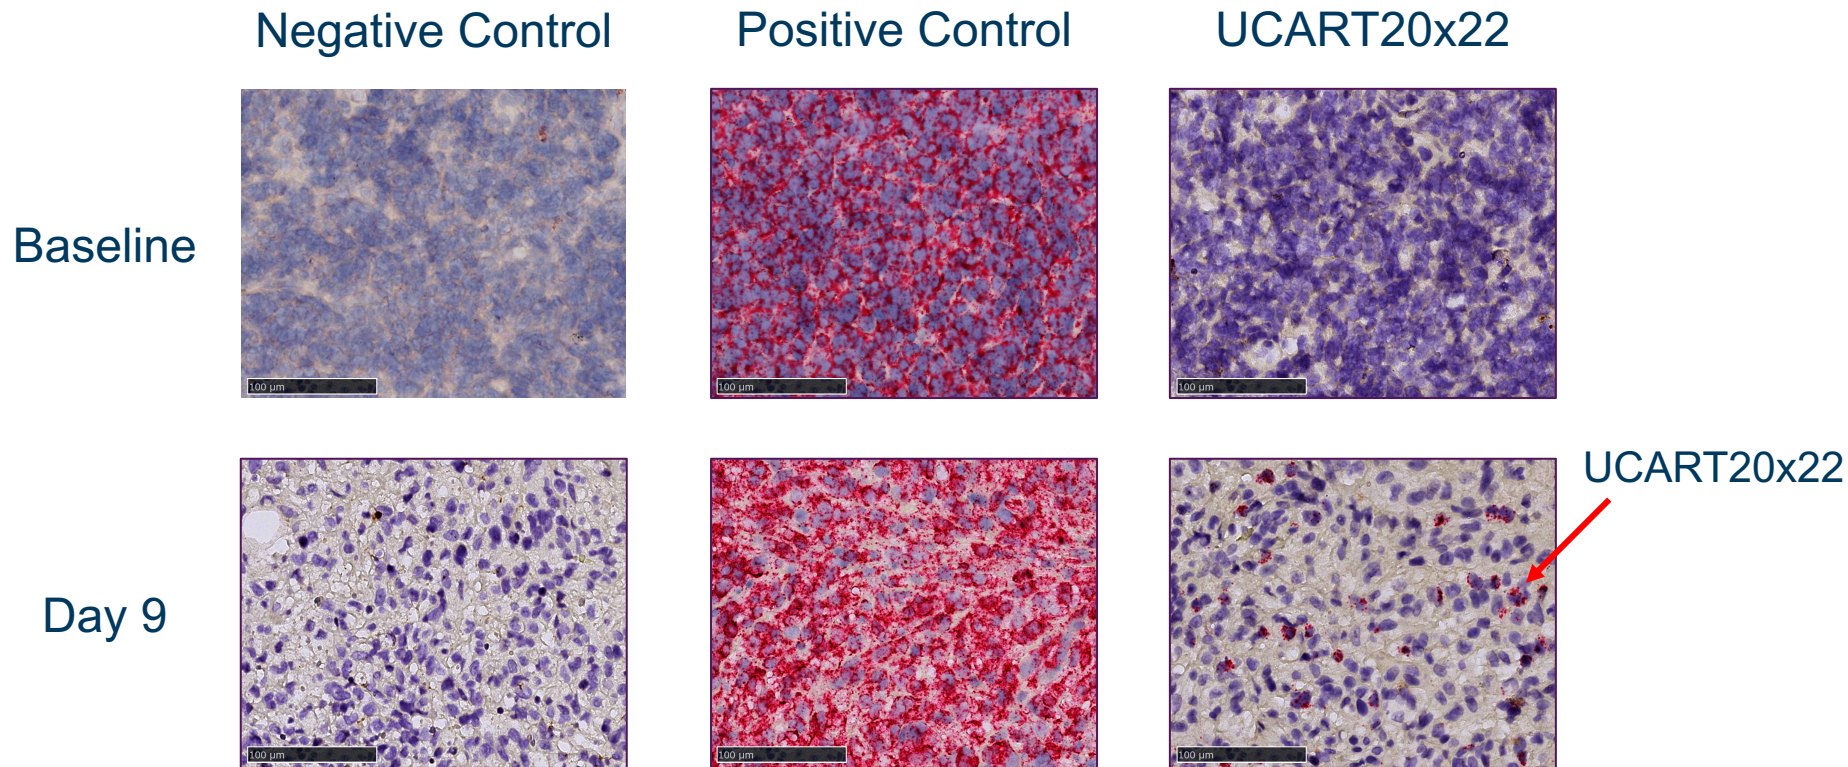 Negative Control
Positive Control
UCART20x22
Baseline
100 µm
100 µm
100 µm
UCART20x22
Day 9
100 µm
100 µm
100 µm